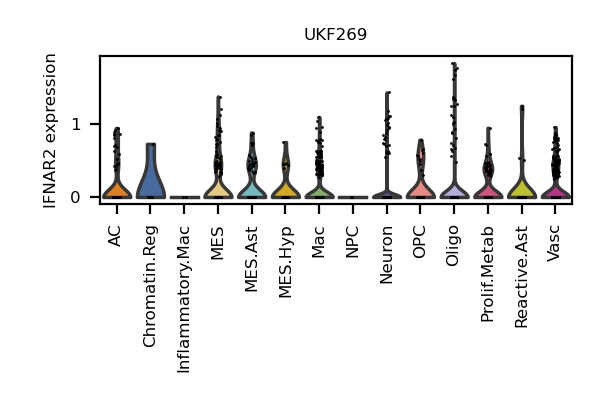 UKF269
IFNAR2 expression
1
0
AC
Chromatin.Reg
Inflammatory.Mac
MES
MES.Ast
MES.Hyp
Mac
NPC
Neuron
OPC
Oligo
Prolif.Metab
Reactive.Ast
Vasc